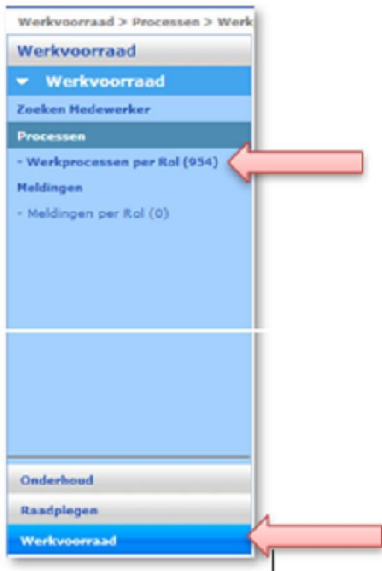 Werkvoorraad > Processen > Werk
Werkvoorraad
Werkvoorraad
Zoeken Medewerker
Processen
- Werkprocessen per Rol (954)
Meldingen
- Meldingen per Rol (0)
Onderhoud
Raadplegen
Werkvoorraad